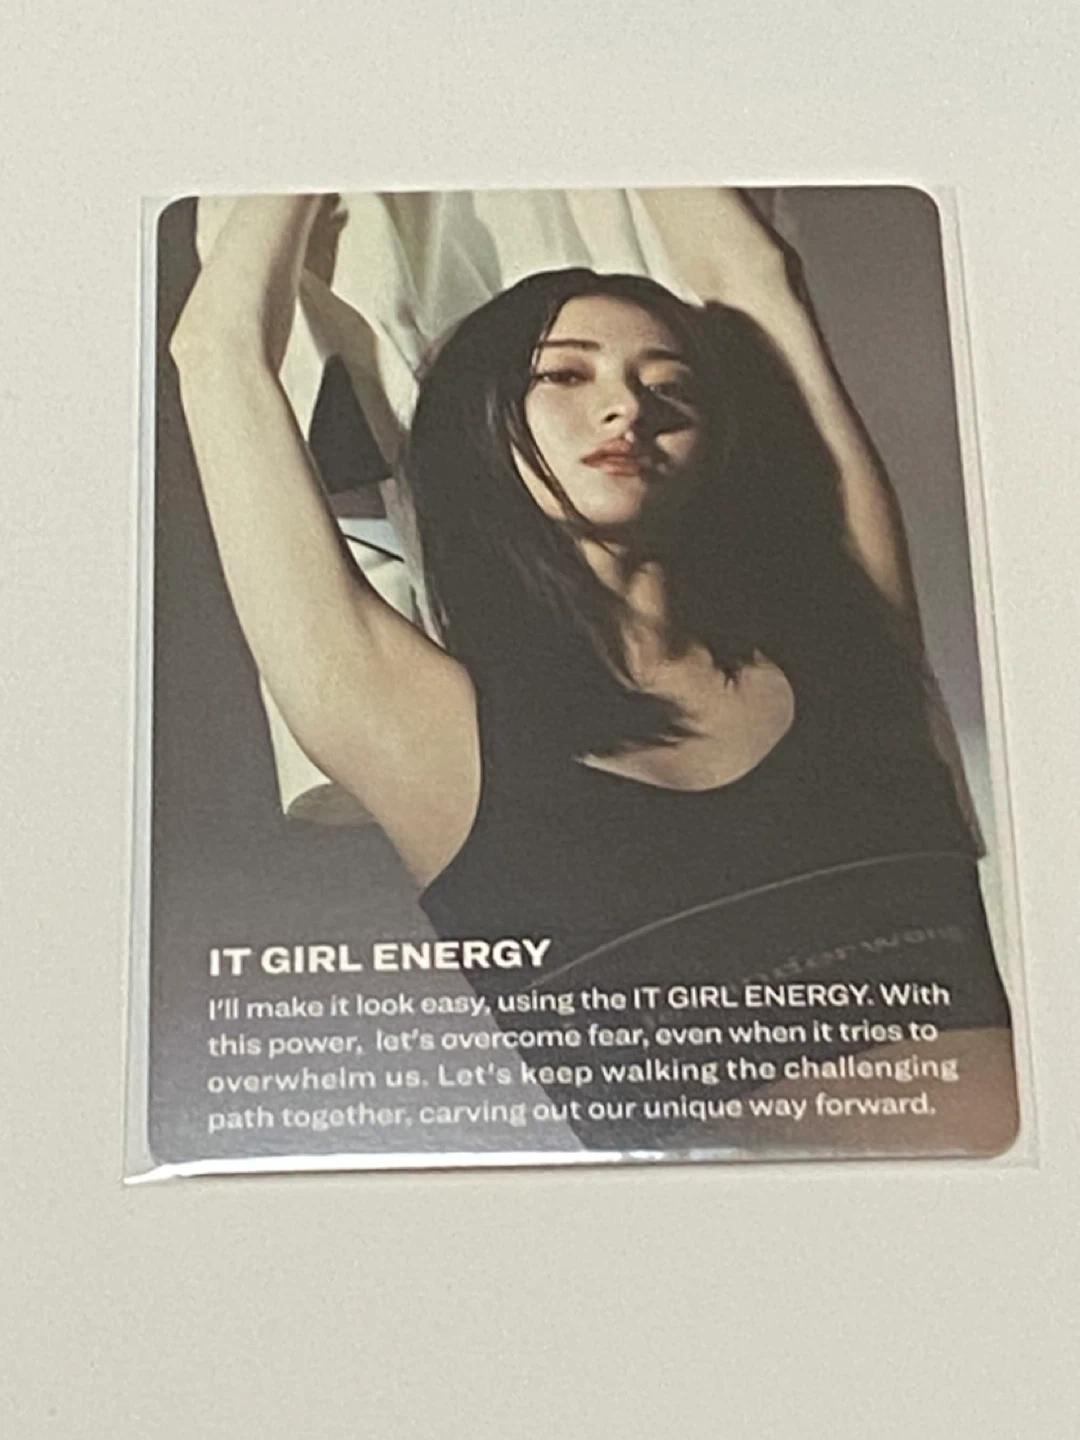 IT GIRL ENERGY
I'll make it look easy, using the IT GIRL ENERGY. With
this power, let's overcome fear, even when it tries to
overwhelm us. Let's keep walking the challenging
path together, carving out our unique way forward.